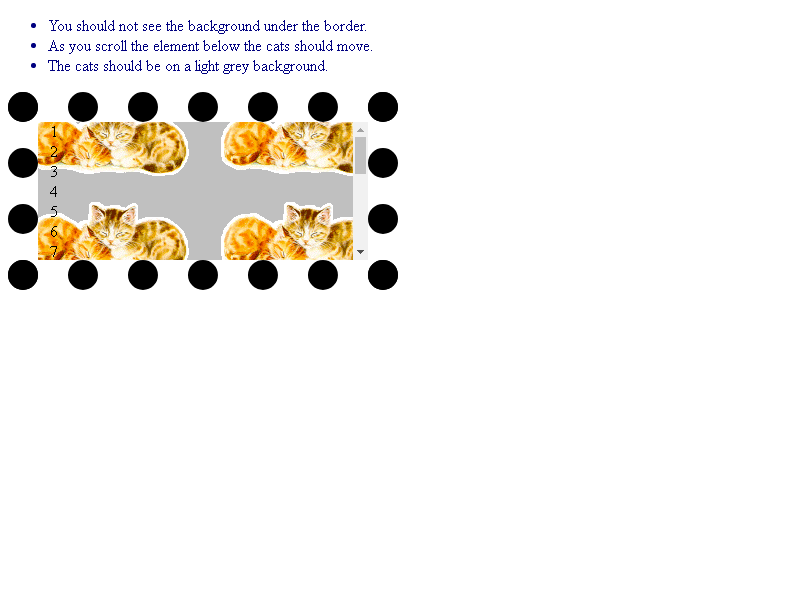 You should not see the background under the border.
As you scroll the element below the cats should move.
The cats should be on a light grey background.
1
2
3
4
5
6
7